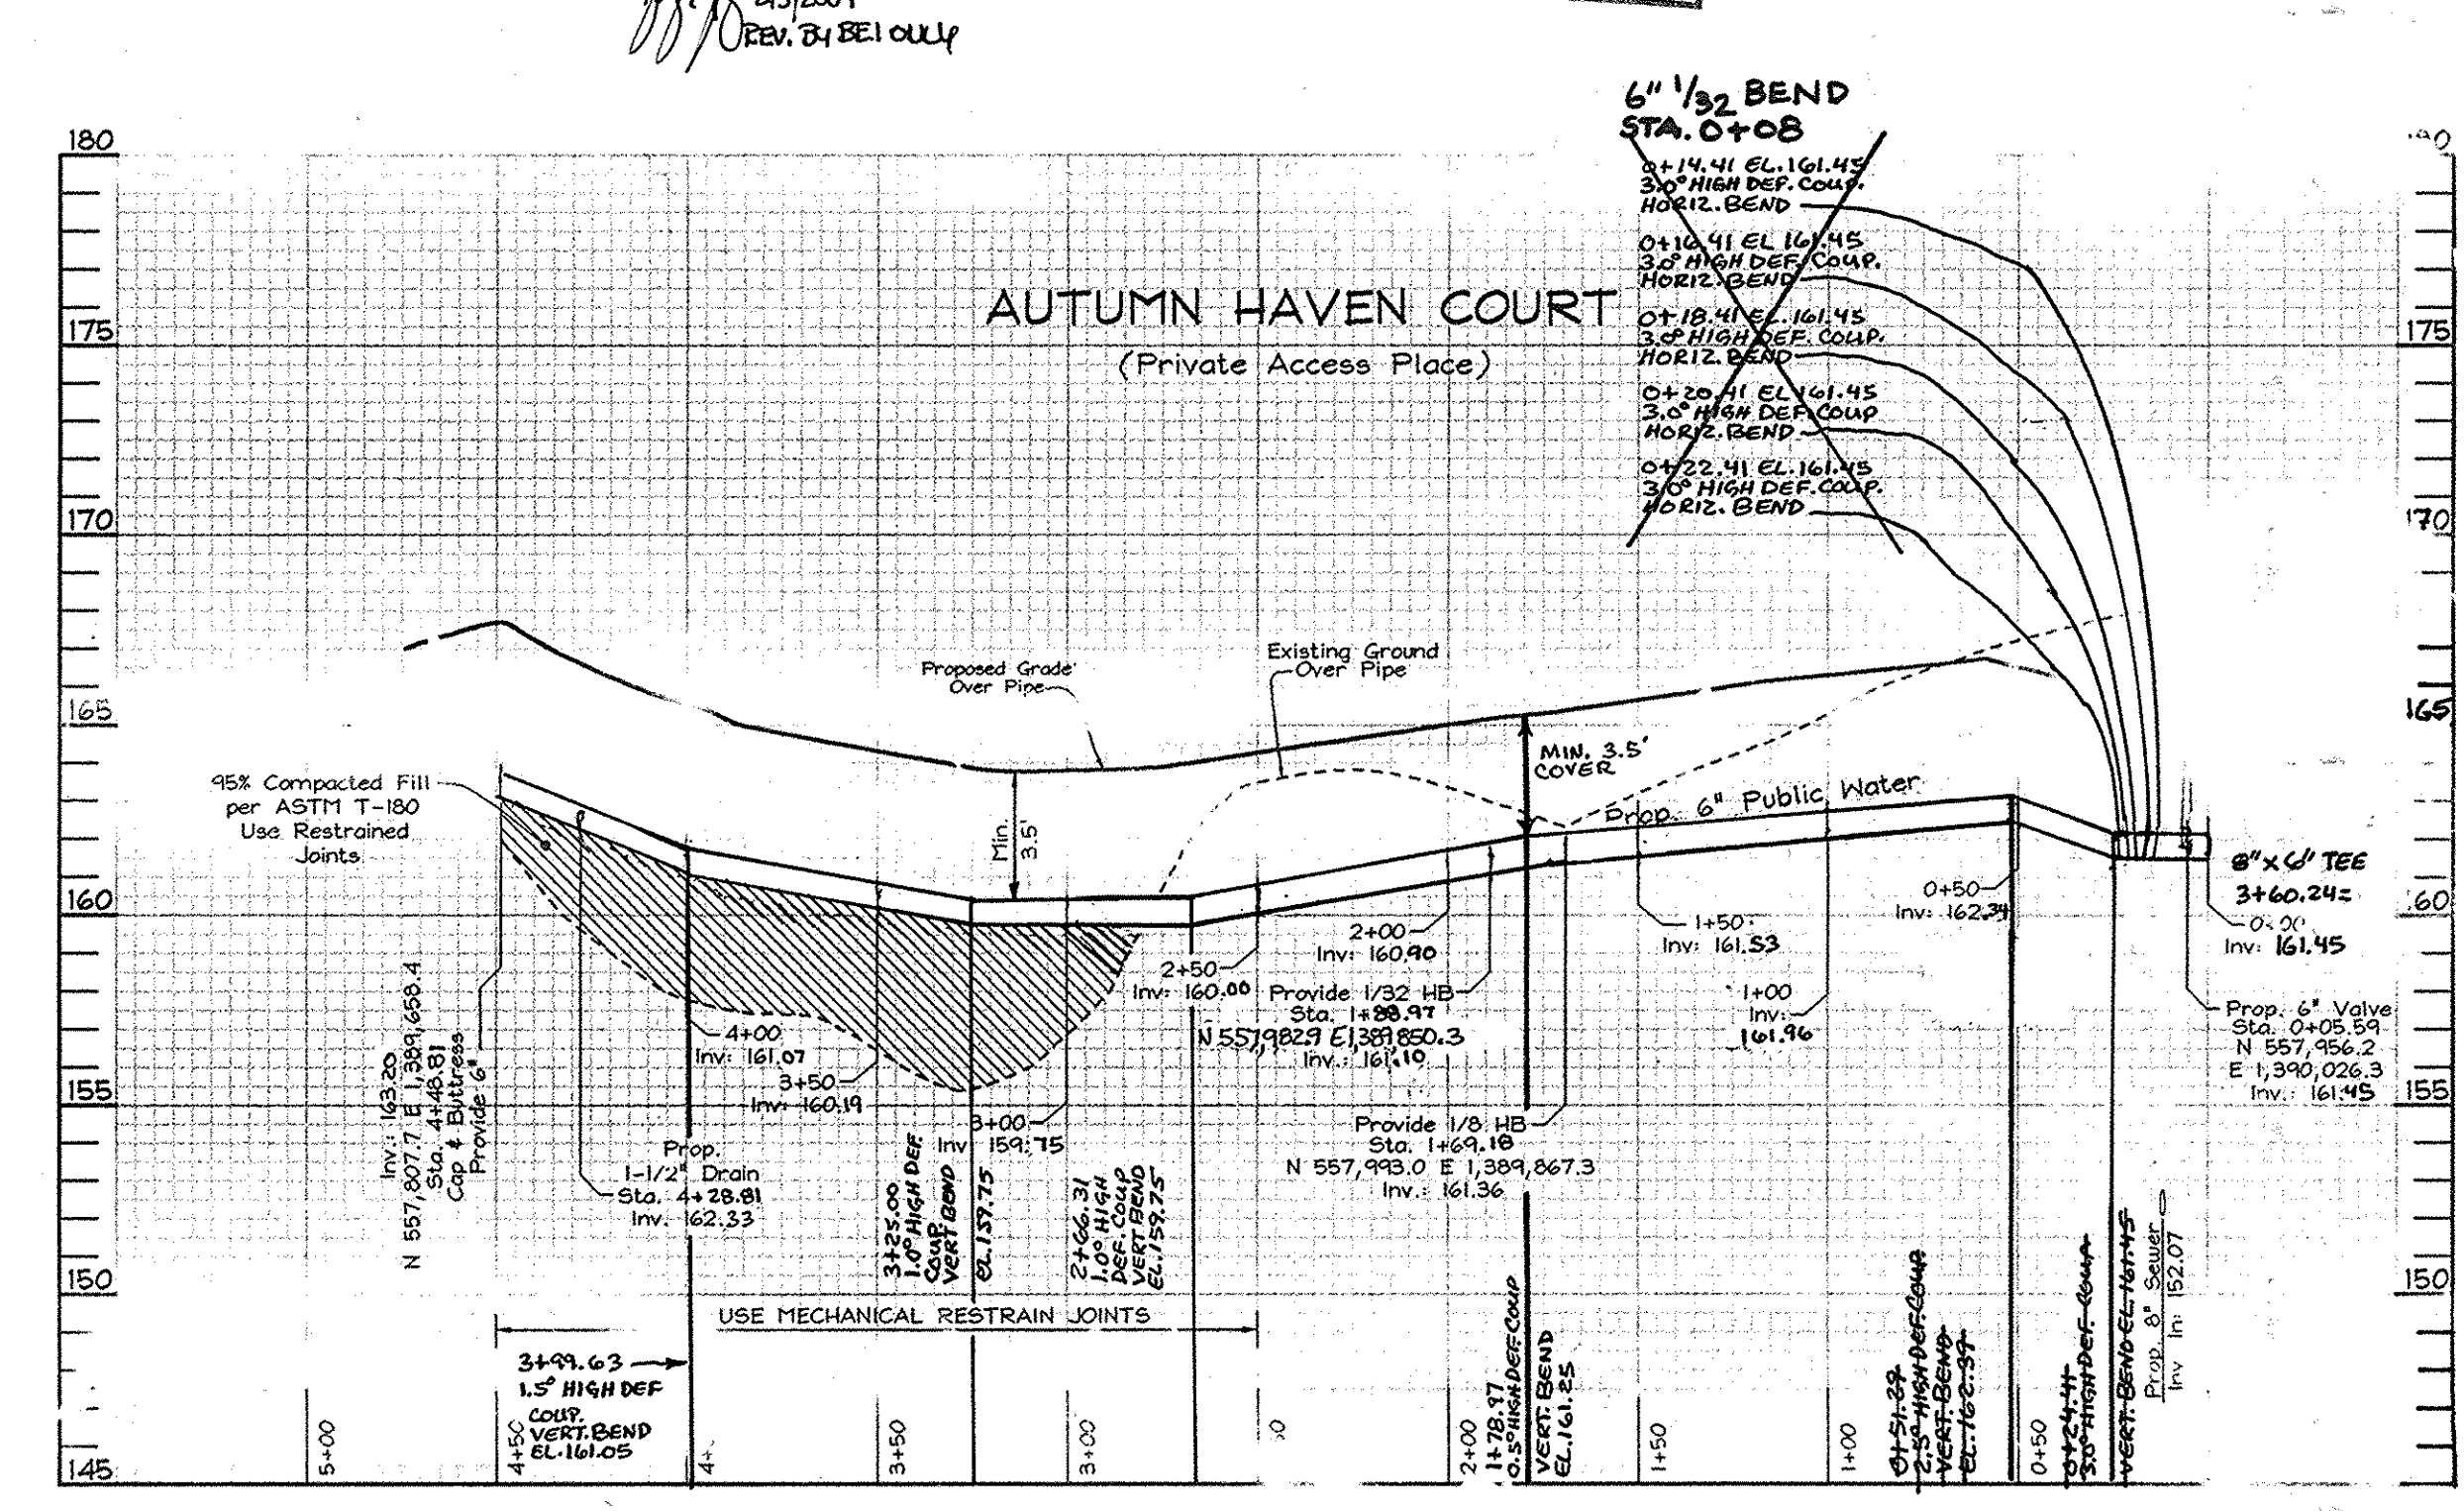 REV. BY BEI ONLY
6" 1/32 BEND
STA. 0+08
0+14.41 EL.161.45
3.0° HIGH DEF. COUP.
HORIZ. BEND
0+16.41 EL 161.45
3.0° HIGH DEF. COUP.
HORIZ. BEND
0+18.41 EL.161.45
3.0° HIGH DEF. COUP.
HORIZ. BEND
0+20.41 EL 161.45
3.0° HIGH DEF. COUP
HORIZ. BEND
0+22.41 EL.161.45
3.0° HIGH DEF. COUP.
HORIZ. BEND
AUTUMN HAVEN COURT
(Private Access Place)
180
175
170
165
160
155
150
145
175
170
165
60
155
150
Proposed Grade
Over Pipe
Existing Ground
Over Pipe
MIN. 3.5'
COVER
Prop. 6" Public Water
95% Compacted Fill
per ASTM T-180
Use Restrained
Joints
Min.
3.5'
8" X 6" TEE
3+60.24=
0+00
Inv: 161.45
0+50
Inv: 162.34
1+50
Inv: 161.53
2+00
Inv: 160.90
2+50
Inv: 160.00
Provide 1/32 HB
Sta. 1+88.97
N 557,982.9 E 1,389,850.3
Inv.: 161.10
1+00
Inv:
161.96
Prop. 6" Valve
Sta. 0+05.59
N 557,956.2
E 1,390,026.3
Inv.: 161.45
4+00
Inv: 161.07
3+50
Inv: 160.19
3+00
Inv 159.75
Provide 1/8 HB
Sta. 1+69.18
N 557,993.0 E 1,389,867.3
Inv.: 161.36
Inv.: 163.20
N 557,807.7 E 1,389,658.4
Sta. 4+48.81
Cap & Buttress
Provide 6"
Prop.
1-1/2" Drain
Sta. 4+28.81
Inv. 162.33
3+25.00
1.0° HIGH DEF.
COUP.
VERT BEND
EL.159.75
2+66.31
1.0° HIGH
DEF. COUP
VERT BEND
EL.159.75
USE MECHANICAL RESTRAIN JOINTS
3+99.63
1.5° HIGH DEF
COUP.
VERT. BEND
EL.161.05
1+78.97
0.5° HIGH DEF. COUP
VERT. BEND
EL.161.25
0+51.29
2.5° HIGH DEF. COUP
VERT. BEND
EL.162.39
0+24.41
3.0° HIGH DEF. COUP
VERT. BEND EL.161.45
Prop. 8" Sewer
Inv In: 152.07
5+00
4+50
3+50
3+00
2+00
1+50
1+00
0+50